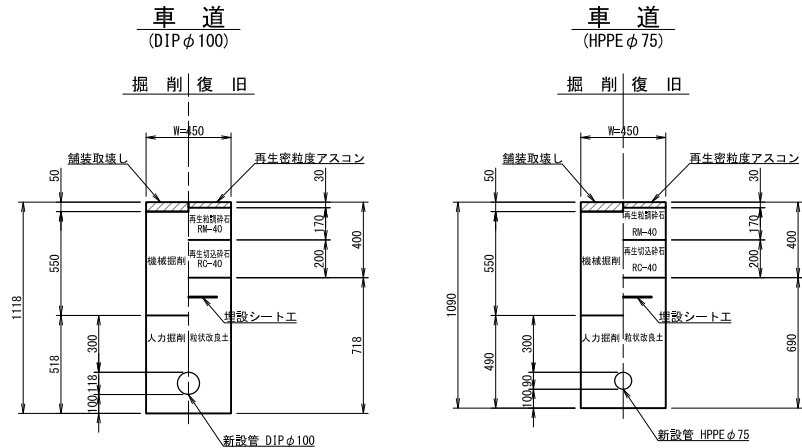 車道
(DIPφ100)
掘削 復旧
W=450
舗装取壊し
再生密粒度アスコン
50
30
再生粒調砕石
RM-40
170
400
550
機械掘削
再生切込砕石
RC-40
200
1118
埋設シート工
人力掘削
粒状改良土
300
518
718
118
100
新設管 DIPφ100
車道
(HPPEφ75)
掘削 復旧
W=450
舗装取壊し
再生密粒度アスコン
50
30
再生粒調砕石
RM-40
170
400
550
機械掘削
再生切込砕石
RC-40
200
1090
埋設シート工
人力掘削
粒状改良土
300
490
690
90
100
新設管 HPPEφ75